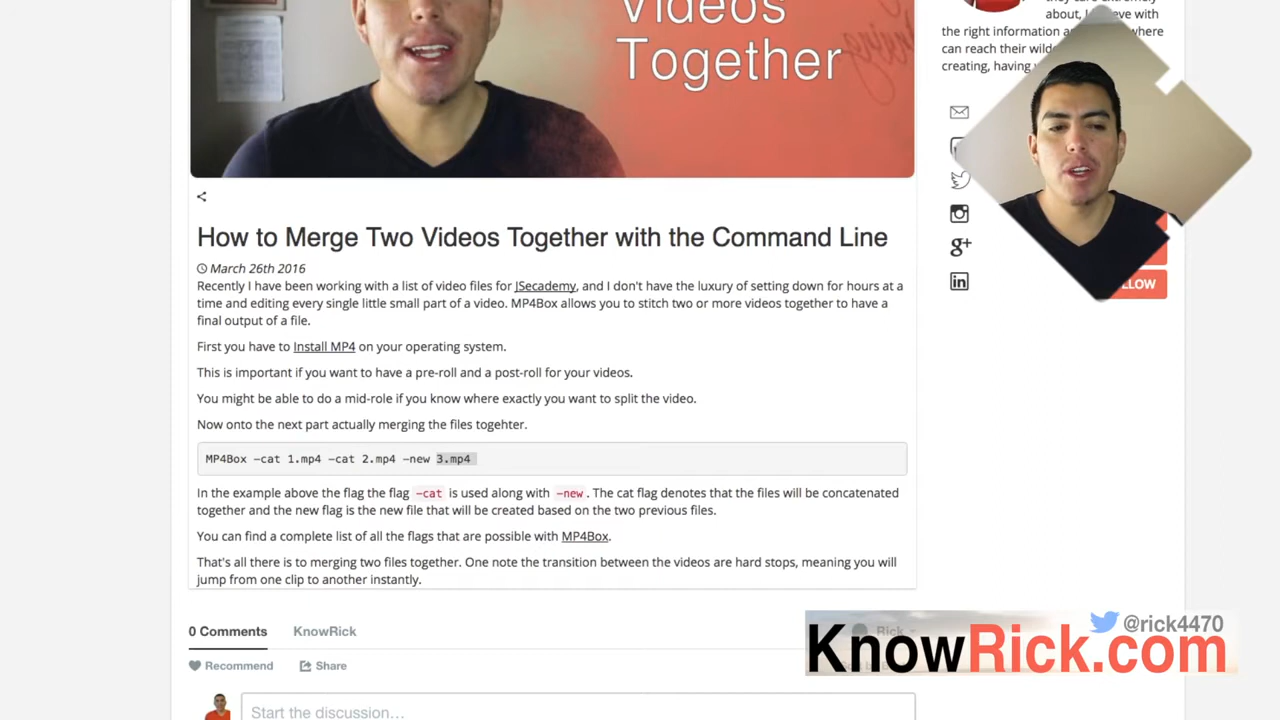 Videos
Together
they care extremely
about, I
with
the right information
where
can reach their
creating, having
How to Merge Two Videos Together with the Command Line
March 26th 2016
Recently I have been working with a list of video files for JSecademy, and I don't have the luxury of setting down for hours at a
time and editing every single little small part of a video. MP4Box allows you to stitch two or more videos together to have a
final output of a file.
First you have to Install MP4 on your operating system.
This is important if you want to have a pre-roll and a post-roll for your videos.
You might be able to do a mid-role if you know where exactly you want to split the video.
Now onto the next part actually merging the files togehter.
MP4Box –cat 1.mp4 –cat 2.mp4 –new 3.mp4
In the example above the flag the flag –cat is used along with –new. The cat flag denotes that the files will be concatenated
together and the new flag is the new file that will be created based on the two previous files.
You can find a complete list of all the flags that are possible with MP4Box.
That's all there is to merging two files together. One note the transition between the videos are hard stops, meaning you will
jump from one clip to another instantly.
0 Comments KnowRick
Rick
@rick4470
KnowRick.com
Recommend Share
Start the discussion…